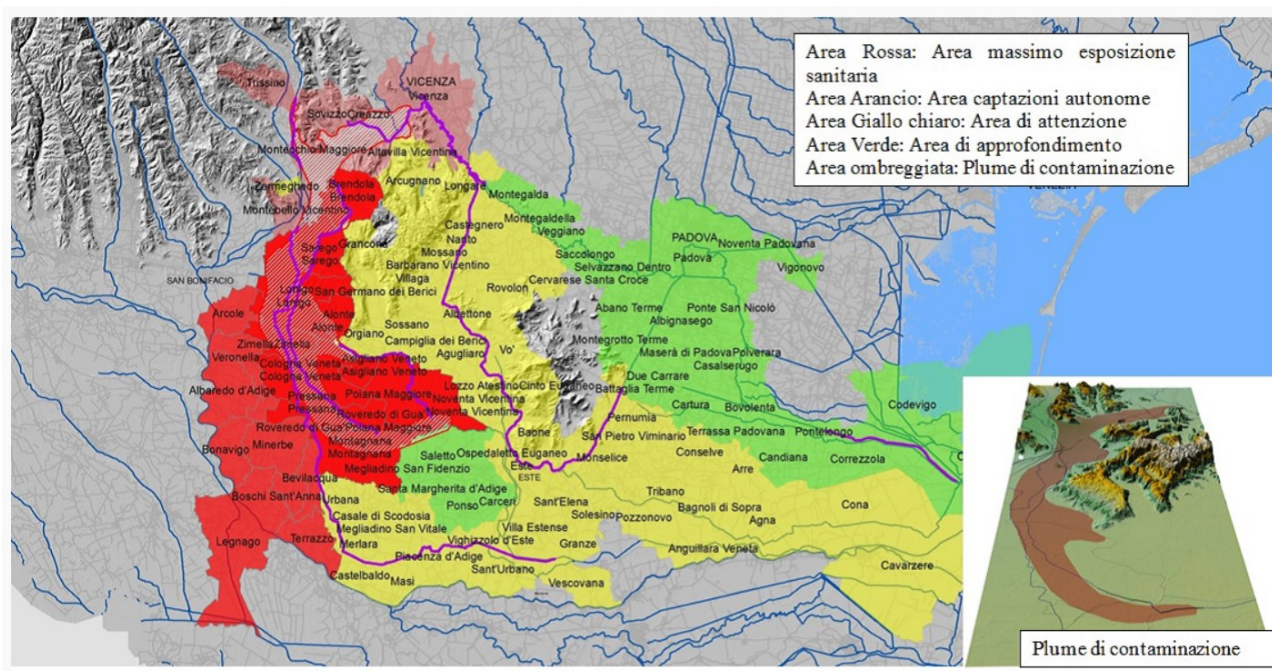 Area Rossa: Area massimo esposizione
sanitaria
Area Arancio: Area captazioni autonome
Area Giallo chiaro: Area di attenzione
Area Verde: Area di approfondimento
Area ombreggiata: Plume di contaminazione
VENEZIA
Trissino
VICENZA
Vicenza
Sovizzo Creazzo
Montecchio Maggiore
Altavilla Vicentina
Zermeghedo
Brendola
Brendola
Arcugnano
Longare
Montegalda
Montebello Vicentino
Montegaldella
Castegnero
Veggiano
Nanto
PADOVA
Noventa Padovana
Sarego
Grancona
Sarego
Mossano
Saccolongo
Padova
Barbarano Vicentino
Selvazzano Dentro
Vigonovo
SAN BONIFACIO
Villaga
Cervarese Santa Croce
Lonigo
San Germano dei Berici
Rovolon
Lonigo
Arcole
Alonte
Albettone
Abano Terme
Ponte San Nicolò
Alonte
Sossano
Albignasego
Orgiano
Zimella
Zimella
Campiglia dei Berici
Montegrotto Terme
Veronella
Asigliano Veneto
Agugliaro
Vo'
Maserà di Padova
Polverara
Cologna Veneta
Asigliano Veneto
Casalserugo
Cologna Veneta
Due Carrare
Albaredo d'Adige
Lozzo Atestino
Cinto Euganeo
Battaglia Terme
Pressana
Poiana Maggiore
Noventa Vicentina
Cartura
Bovolenta
Codevigo
Pressana
Roveredo di Gua'
Noventa Vicentina
Pernumia
Roveredo di Gua'
Poiana Maggiore
Baone
San Pietro Viminario
Terrassa Padovana
Pontelongo
Bonavigo
Minerbe
Montagnana
Saletto
Ospedaletto Euganeo
Monselice
Conselve
Candiana
Correzzola
Montagnana
Megliadino San Fidenzio
Este
Arre
Bevilacqua
ESTE
Boschi Sant'Anna
Urbana
Santa Margherita d'Adige
Tribano
Ponso
Carceri
Sant'Elena
Bagnoli di Sopra
Cona
Casale di Scodosia
Solesino
Pozzonovo
Agna
Megliadino San Vitale
Villa Estense
Legnago
Terrazzo
Merlara
Vighizzolo d'Este
Granze
Anguillara Veneta
Piacenza d'Adige
Cavarzere
Castelbaldo
Masi
Sant'Urbano
Vescovana
Plume di contaminazione